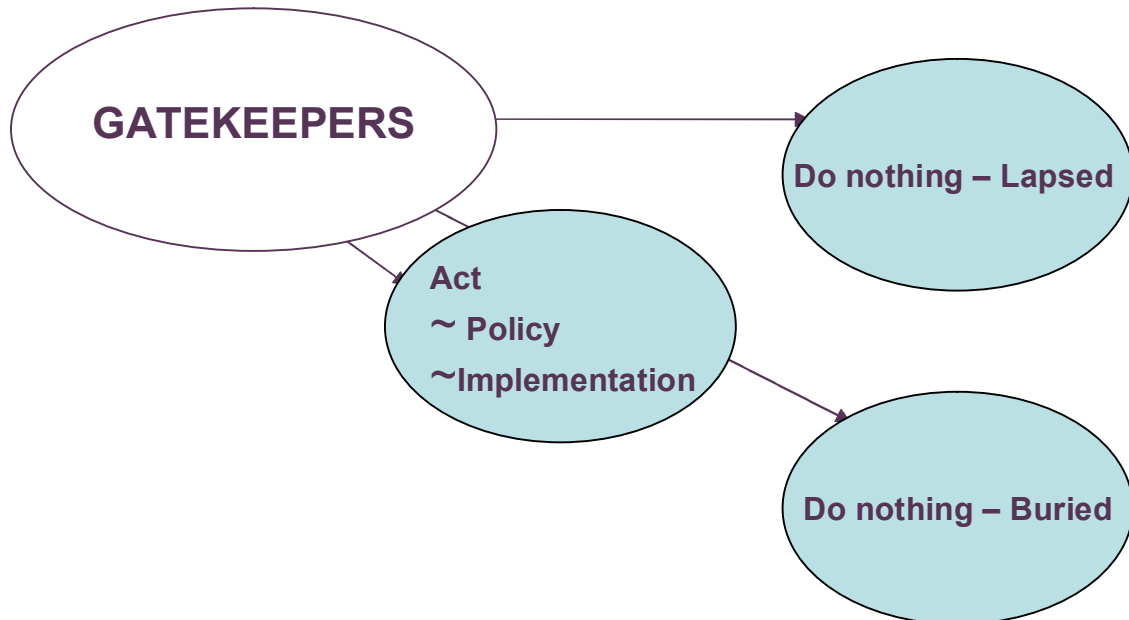 GATEKEEPERS
Do nothing – Lapsed
Act
~ Policy
~Implementation
Do nothing – Buried